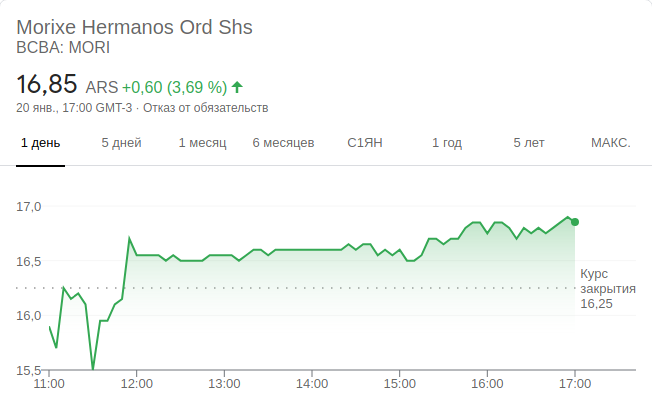 Morixe Hermanos Ord Shs
BCBA: MORI
16,85 ARS +0,60 (3,69 %)
20 янв., 17:00 GMT-3 · Отказ от обязательств
1 день 5 дней 1 месяц 6 месяцев С1ЯН 1 год 5 лет МАКС.
17,0
16,5
Курс
закрытия
16,25
16,0
15,5
11:00 12:00 13:00 14:00 15:00 16:00 17:00